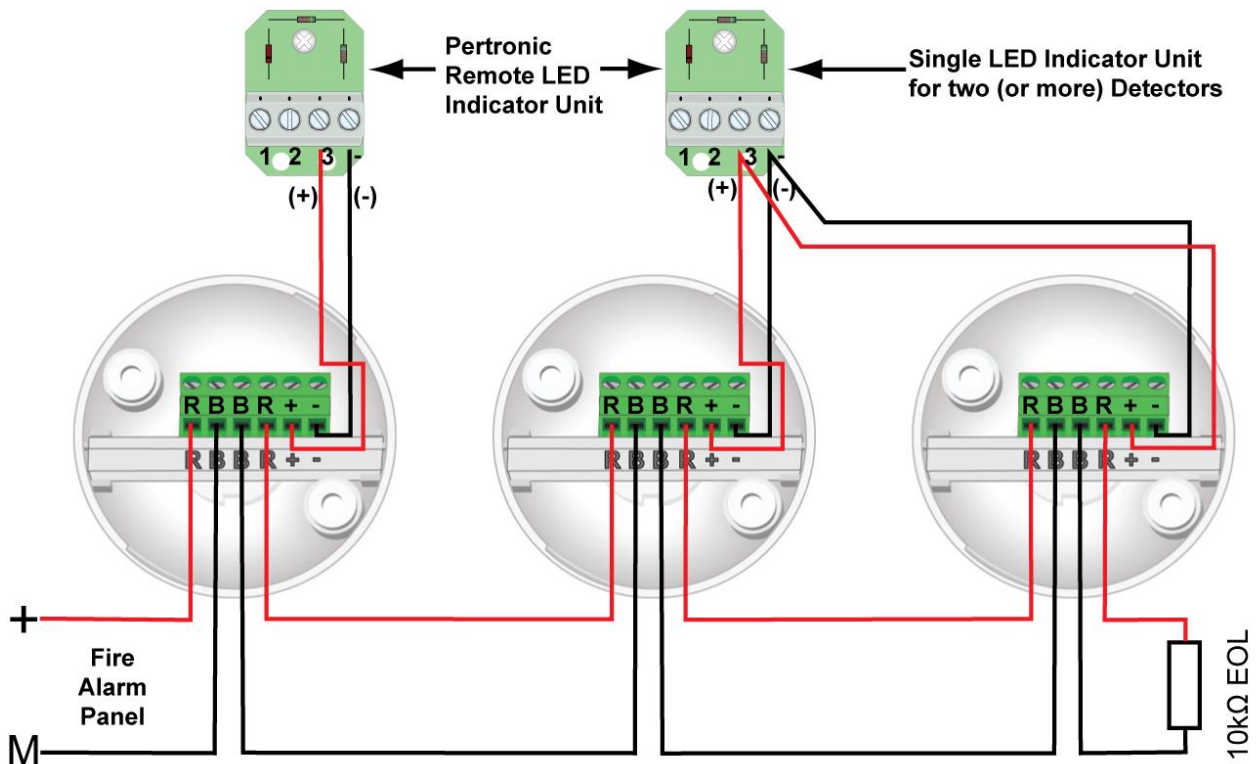 Pertronic
Remote LED
Indicator Unit
Single LED Indicator Unit
for two (or more) Detectors
1 2 3 -
(+) (-)
1 2 3 -
(+) (-)
R B B R + -
R B B R + -
R B B R + -
R B B R + -
R B B R + -
R B B R + -
+
Fire
Alarm
Panel
M
10kΩ EOL